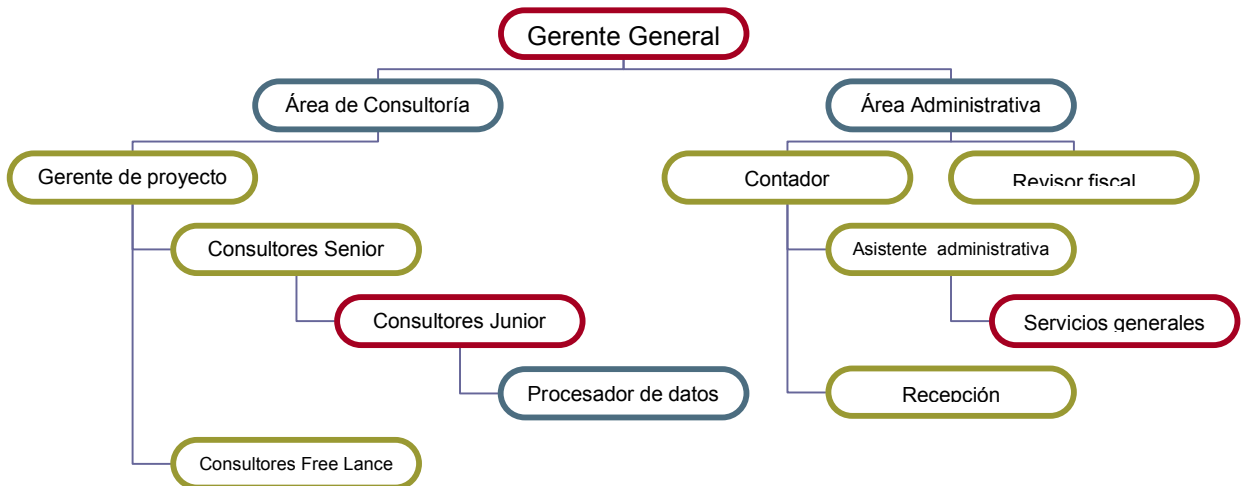 Gerente General
Área de Consultoría
Área Administrativa
Gerente de proyecto
Contador
Revisor fiscal
Consultores Senior
Asistente administrativa
Consultores Junior
Servicios generales
Procesador de datos
Recepción
Consultores Free Lance